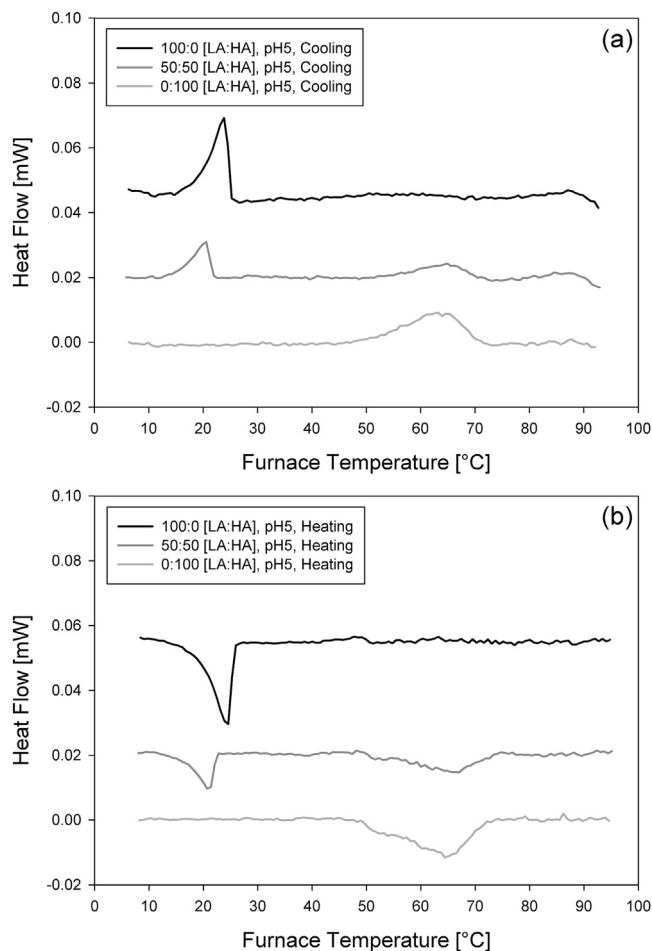 0.10
(a)
100:0 [LA:HA], pH5, Cooling
50:50 [LA:HA], pH5, Cooling
0:100 [LA:HA], pH5, Cooling
0.08
0.06
0.04
0.02
0.00
-0.02
Heat Flow [mW]
0 10 20 30 40 50 60 70 80 90 100
Furnace Temperature [°C]
0.10
(b)
100:0 [LA:HA], pH5, Heating
50:50 [LA:HA], pH5, Heating
0:100 [LA:HA], pH5, Heating
0.08
0.06
0.04
0.02
0.00
-0.02
Heat Flow [mW]
0 10 20 30 40 50 60 70 80 90 100
Furnace Temperature [°C]